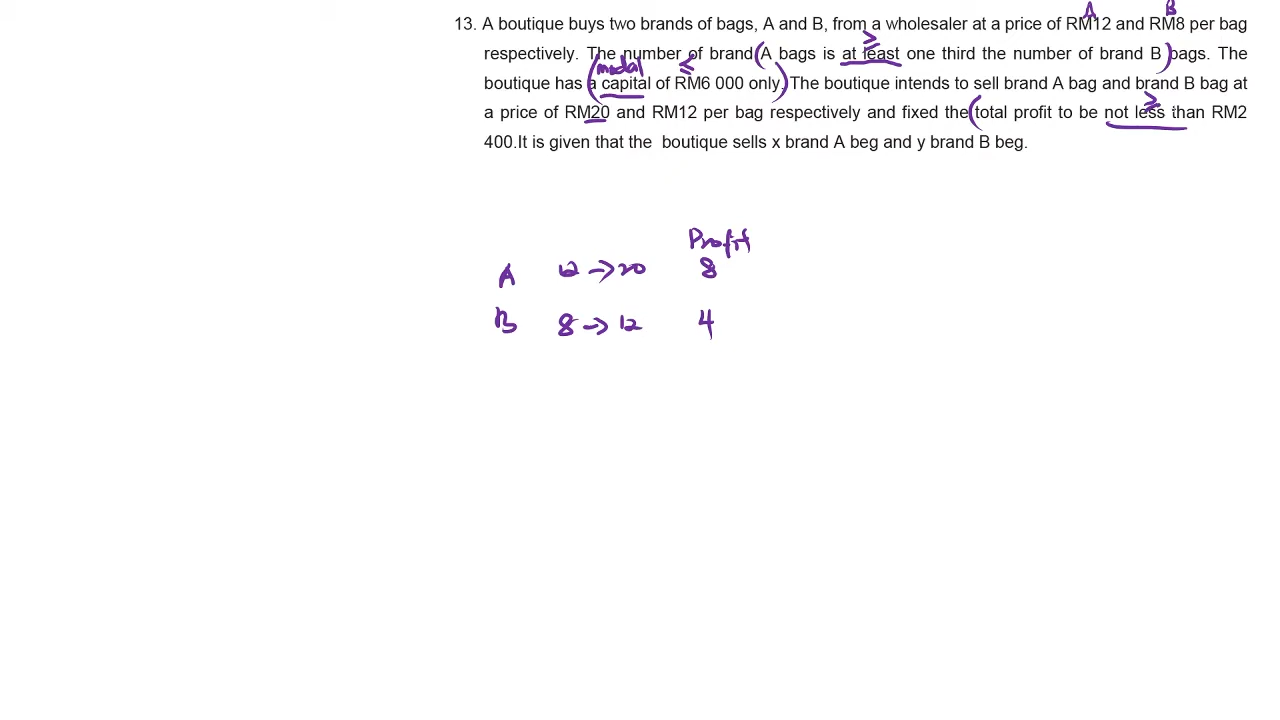 A B
13. A boutique buys two brands of bags, A and B, from a wholesaler at a price of RM12 and RM8 per bag
≥
respectively. The number of brand (A bags is at least one third the number of brand B) bags. The
modal ≤
boutique has (a capital of RM6 000 only.) The boutique intends to sell brand A bag and brand B bag at
≥
a price of RM20 and RM12 per bag respectively and fixed the (total profit to be not less than RM2
400.It is given that the boutique sells x brand A beg and y brand B beg.
Profit
A 12 → 20 8
B 8 → 12 4